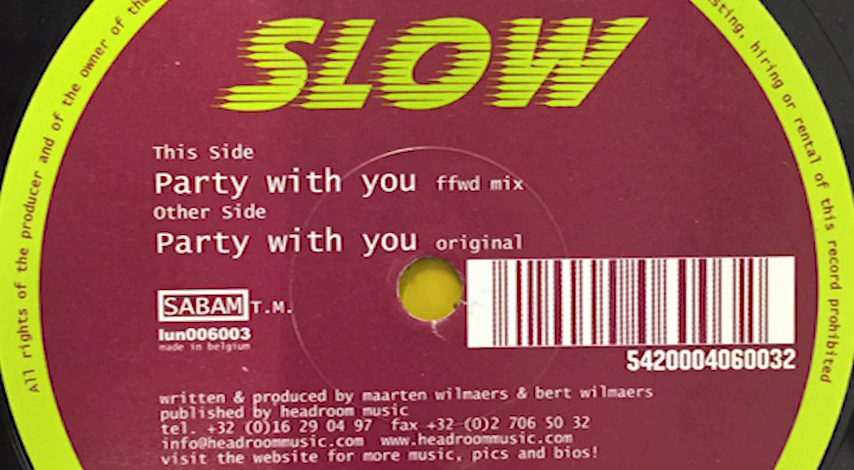 SLOW
This Side
Party with you ffwd mix
Other Side
Party with you original
SABAM T.M.
lun006003
made in belgium
5420004060032
written & produced by maarten wilmaers & bert wilmaers
published by headroom music
tel. +32 (0)16 29 04 97 fax +32 (0)2 706 50 32
info@headroommusic.com www.headroommusic.com
visit the website for more music, pics and bios!
All rights of the producer and of the owner of the
hiring or rental of this record prohibited